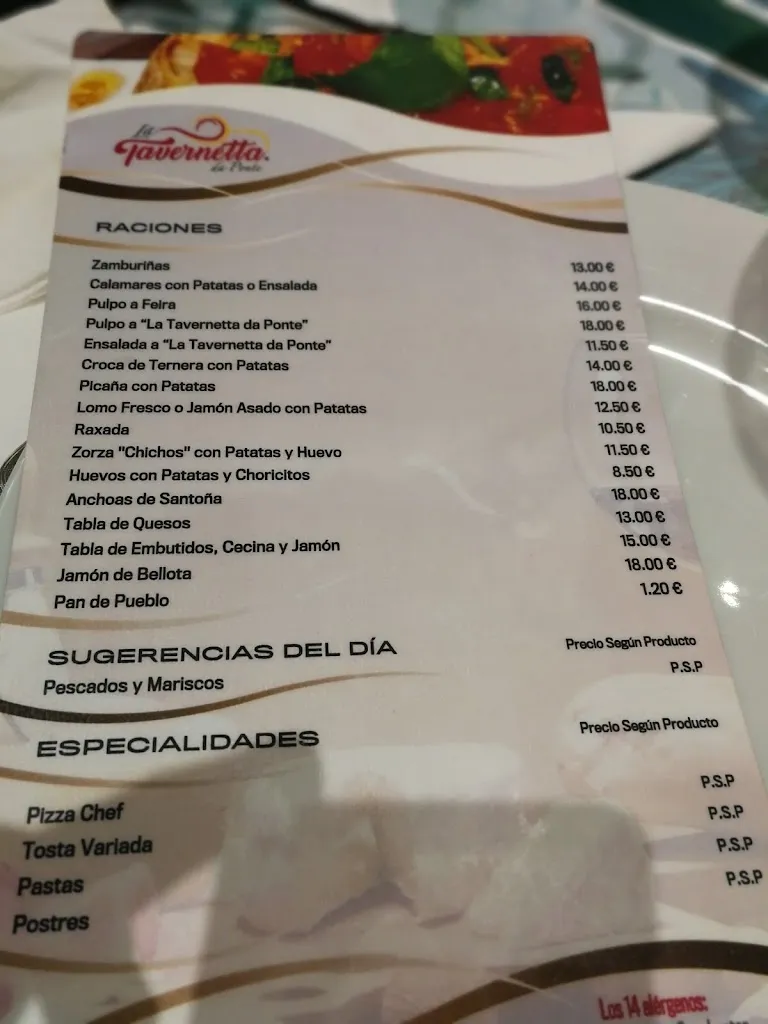 La
Tavernetta.
da Ponte
RACIONES
Zamburiñas 13.00 €
Calamares con Patatas o Ensalada 14.00 €
Pulpo a Feira 16.00 €
Pulpo a “La Tavernetta da Ponte” 18.00 €
Ensalada a “La Tavernetta da Ponte” 11.50 €
Croca de Ternera con Patatas 14.00 €
Picaña con Patatas 18.00 €
Lomo Fresco o Jamón Asado con Patatas 12.50 €
Raxada 10.50 €
Zorza "Chichos" con Patatas y Huevo 11.50 €
Huevos con Patatas y Choricitos 8.50 €
Anchoas de Santoña 18.00 €
Tabla de Quesos 13.00 €
Tabla de Embutidos, Cecina y Jamón 15.00 €
Jamón de Bellota 18.00 €
Pan de Pueblo 1.20 €
SUGERENCIAS DEL DÍA Precio Según Producto
Pescados y Mariscos P.S.P
ESPECIALIDADES Precio Según Producto
Pizza Chef P.S.P
Tosta Variada P.S.P
Pastas P.S.P
Postres P.S.P
Los 14 alérgenos: